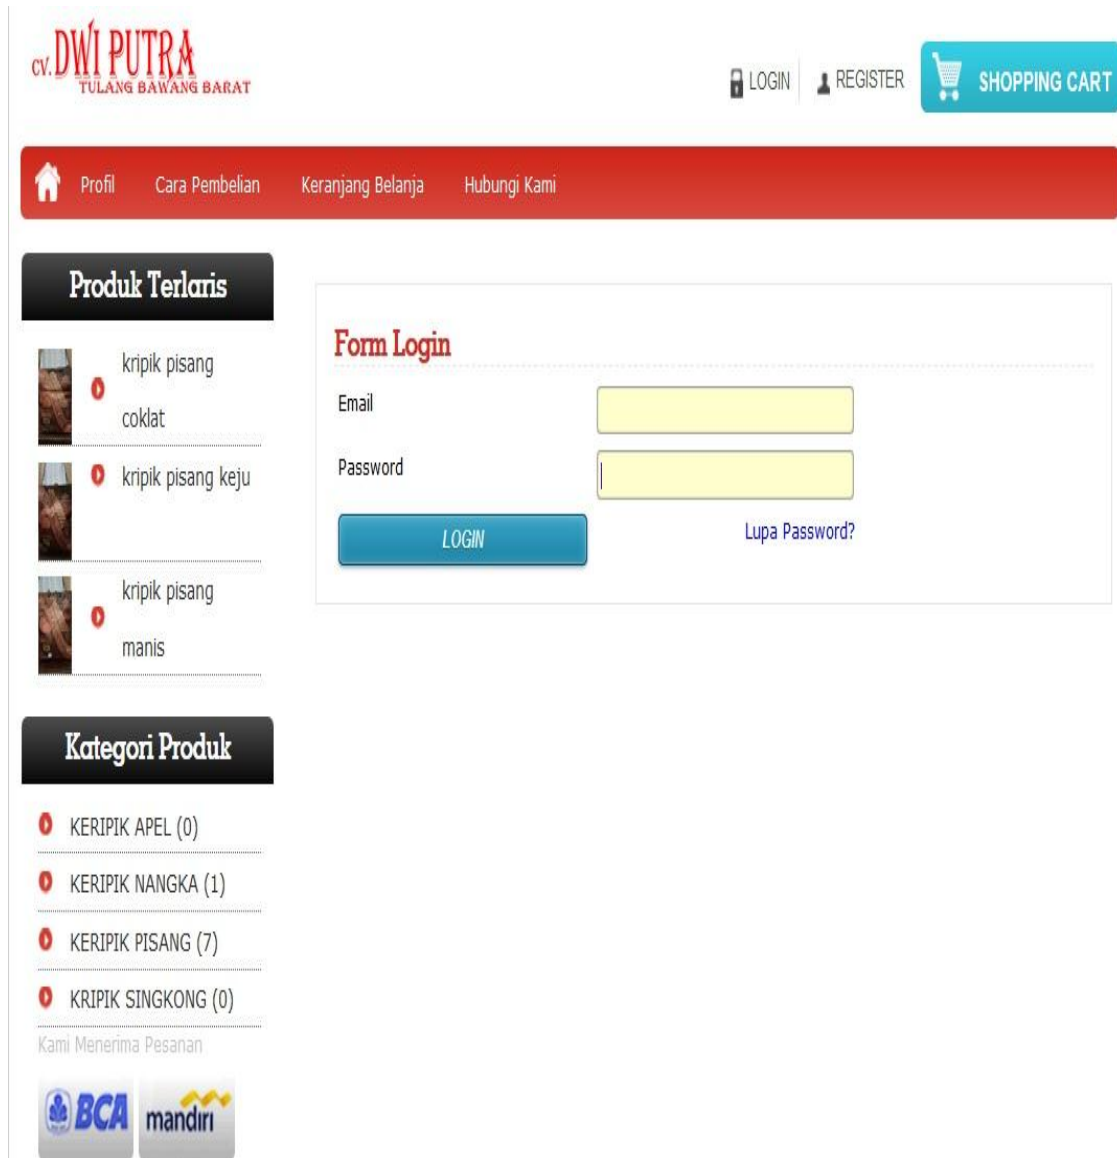 CV. DWI PUTRA
TULANG BAWANG BARAT
LOGIN
REGISTER
SHOPPING CART
Profil
Cara Pembelian
Keranjang Belanja
Hubungi Kami
Produk Terlaris
kripik pisang
coklat
kripik pisang keju
kripik pisang
manis
Form Login
Email
Password
LOGIN
Lupa Password?
Kategori Produk
KERIPIK APEL (0)
KERIPIK NANGKA (1)
KERIPIK PISANG (7)
KRIPIK SINGKONG (0)
Kami Menerima Pesanan
BCA
mandiri